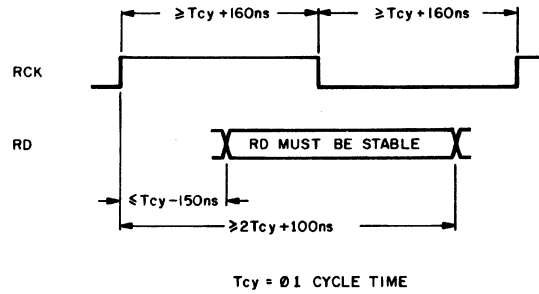 ≥Tcy+160ns ≥Tcy+160ns
RCK
RD RD MUST BE STABLE
≤Tcy-150ns
≥2Tcy+100ns
Tcy = Ø1 CYCLE TIME